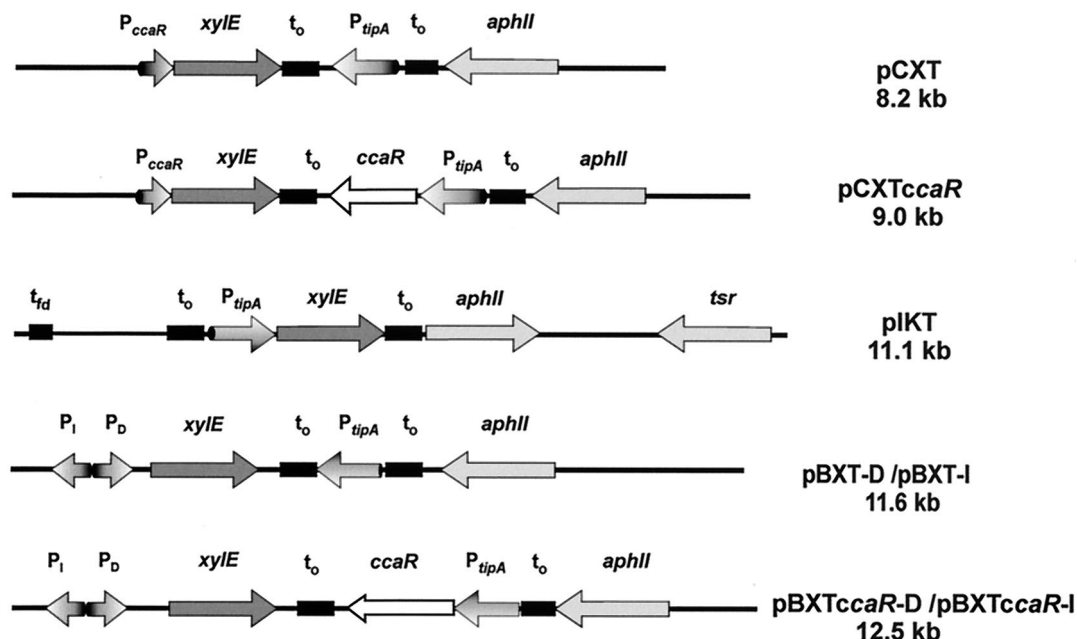 PccaR xylE to PtipA to aphII
pCXT
8.2 kb
PccaR xylE to ccaR PtipA to aphII
pCXTccaR
9.0 kb
tfd to PtipA xylE to aphII tsr
pIKT
11.1 kb
PI PD xylE to PtipA to aphII
pBXT-D /pBXT-I
11.6 kb
PI PD xylE to ccaR PtipA to aphII
pBXTccaR-D /pBXTccaR-I
12.5 kb